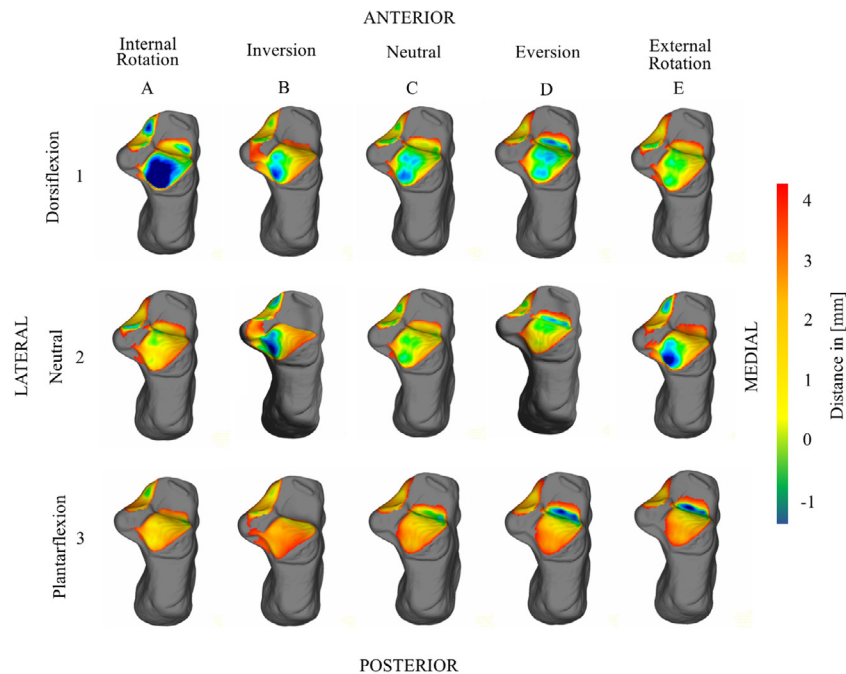 ANTERIOR
Internal
Rotation
Inversion
Neutral
Eversion
External
Rotation
A
B
C
D
E
Dorsiflexion
1
LATERAL
Neutral
2
Plantarflexion
3
MEDIAL
4
3
2
1
0
-1
Distance in [mm]
POSTERIOR